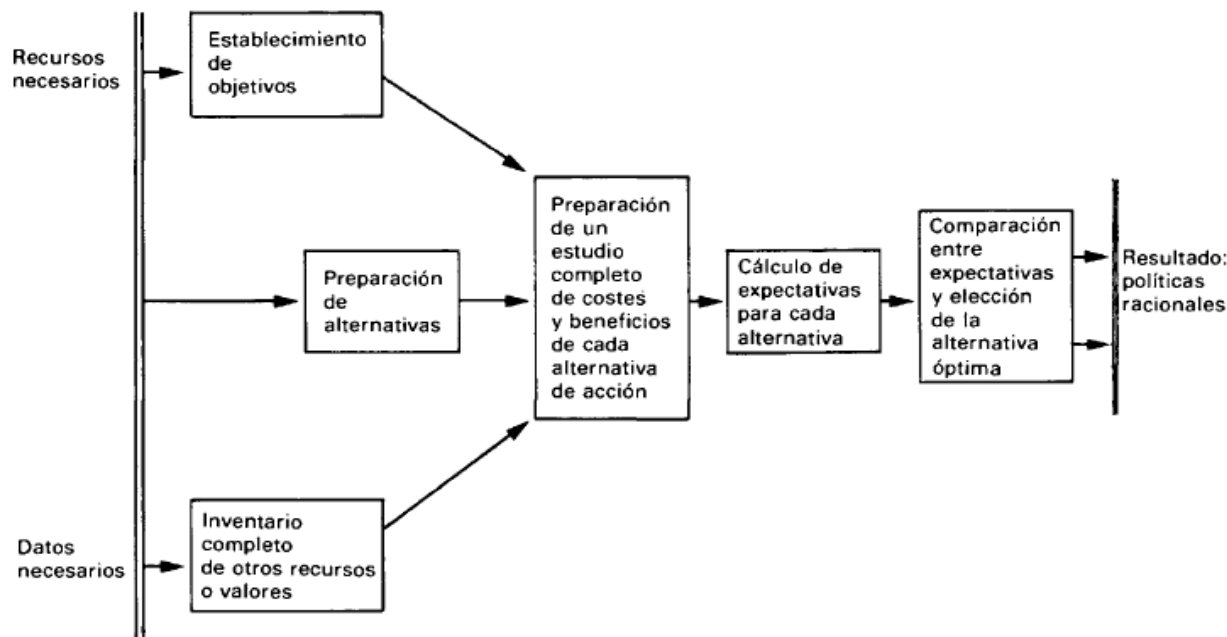 Recursos
necesarios
Establecimiento
de
objetivos
Preparación
de
alternativas
Datos
necesarios
Inventario
completo
de otros recursos
o valores
Preparación
de un
estudio
completo
de costes
y beneficios
de cada
alternativa
de acción
Cálculo de
expectativas
para cada
alternativa
Comparación
entre
expectativas
y elección
de la
alternativa
óptima
Resultado:
políticas
racionales